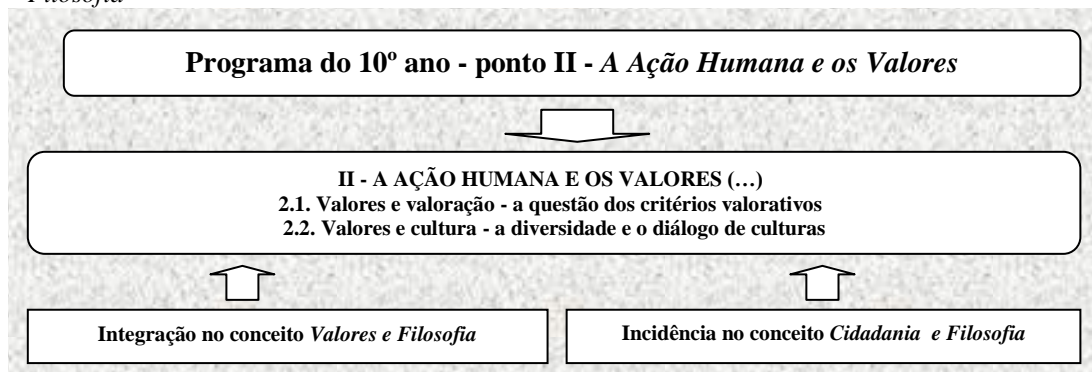 Filosofia
Programa do 10º ano - ponto II - A Ação Humana e os Valores
II - A AÇÃO HUMANA E OS VALORES (…)
2.1. Valores e valoração - a questão dos critérios valorativos
2.2. Valores e cultura - a diversidade e o diálogo de culturas
Integração no conceito Valores e Filosofia
Incidência no conceito Cidadania e Filosofia